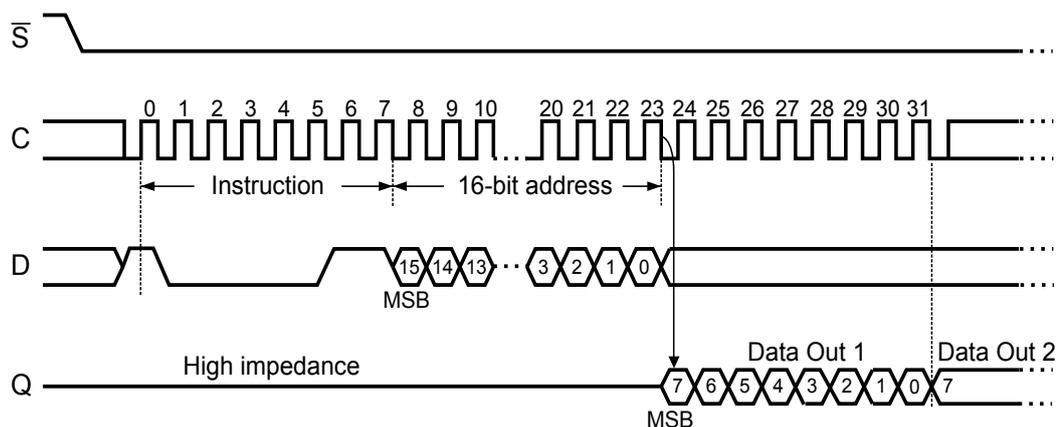 S̅
0 1 2 3 4 5 6 7 8 9 10 20 21 22 23 24 25 26 27 28 29 30 31
C
Instruction 16-bit address
D 15 14 13 3 2 1 0
MSB
High impedance Data Out 1 Data Out 2
Q 7 6 5 4 3 2 1 0 7
MSB